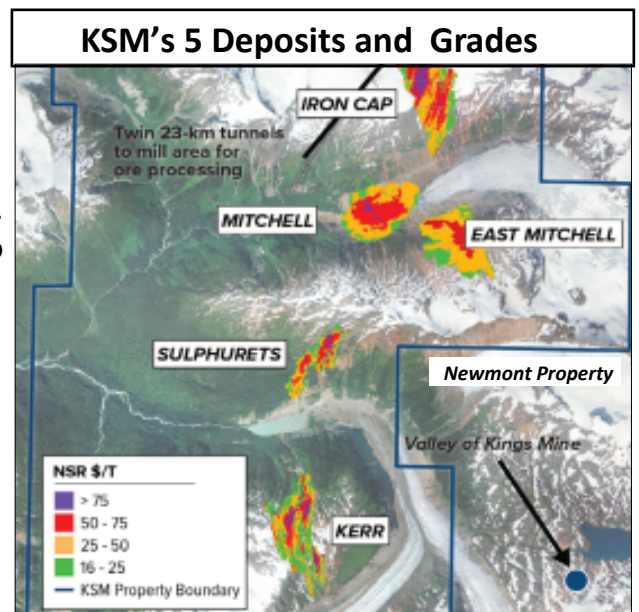 KSM's 5 Deposits and Grades
IRON CAP
Twin 23-km tunnels
to mill area for
ore processing
MITCHELL
EAST MITCHELL
SULPHURETS
Newmont Property
Valley of Kings Mine
NSR $/T
> 75
50 - 75
25 - 50
16 - 25
KSM Property Boundary
KERR